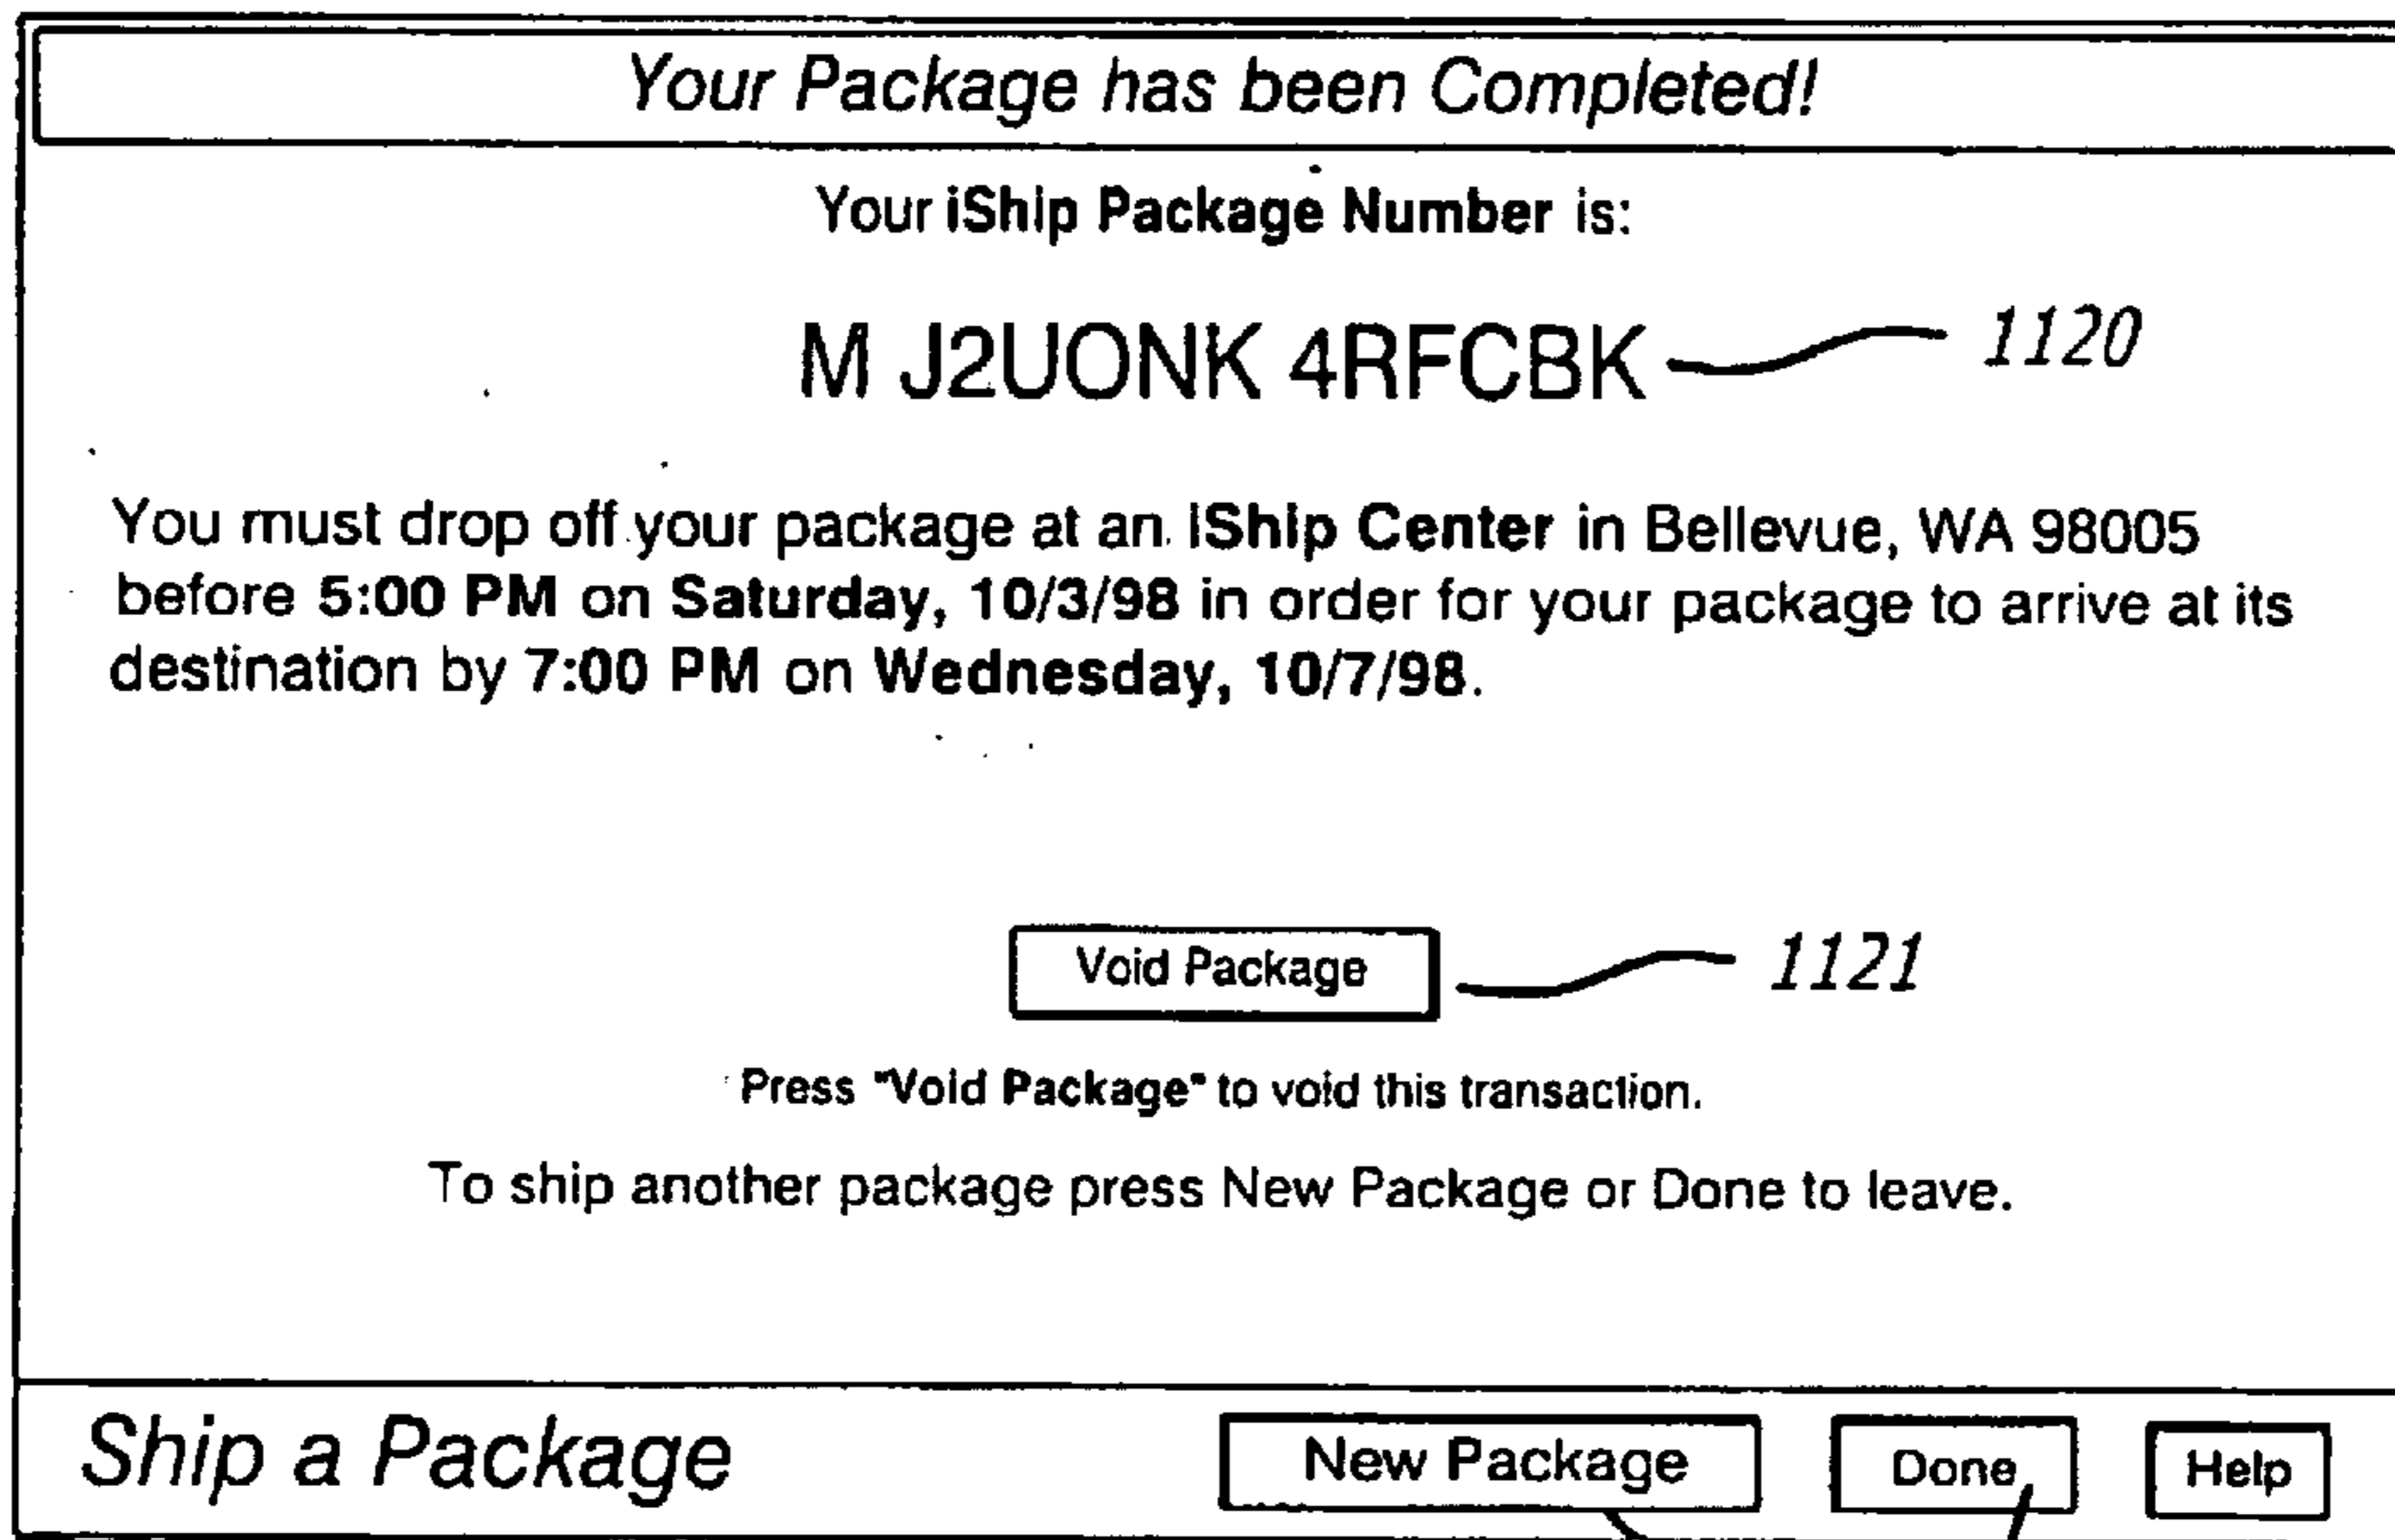 Your Package has been Completed!
Your iShip Package Number is:
M J2UONK 4RFCBK 1120
You must drop off your package at an iShip Center in Bellevue, WA 98005
before 5:00 PM on Saturday, 10/3/98 in order for your package to arrive at its
destination by 7:00 PM on Wednesday, 10/7/98.
Void Package 1121
Press "Void Package" to void this transaction.
To ship another package press New Package or Done to leave.
Ship a Package New Package Done Help